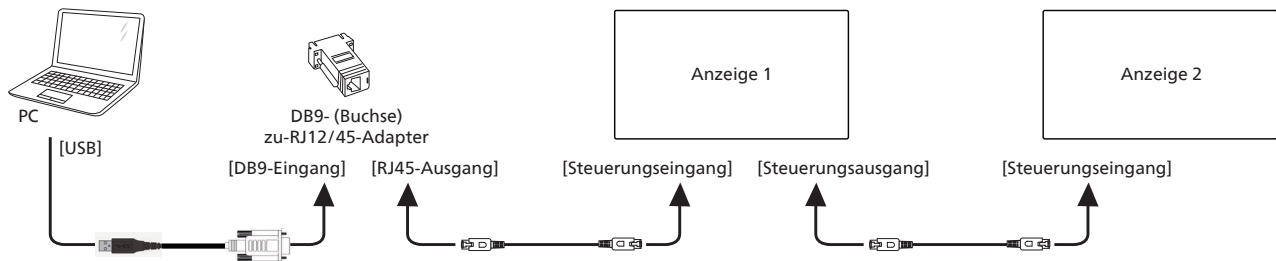 PC
[USB]
DB9- (Buchse)
zu-RJ12/45-Adapter
[DB9-Eingang]
[RJ45-Ausgang]
Anzeige 1
[Steuerungseingang]
[Steuerungsausgang]
Anzeige 2
[Steuerungseingang]